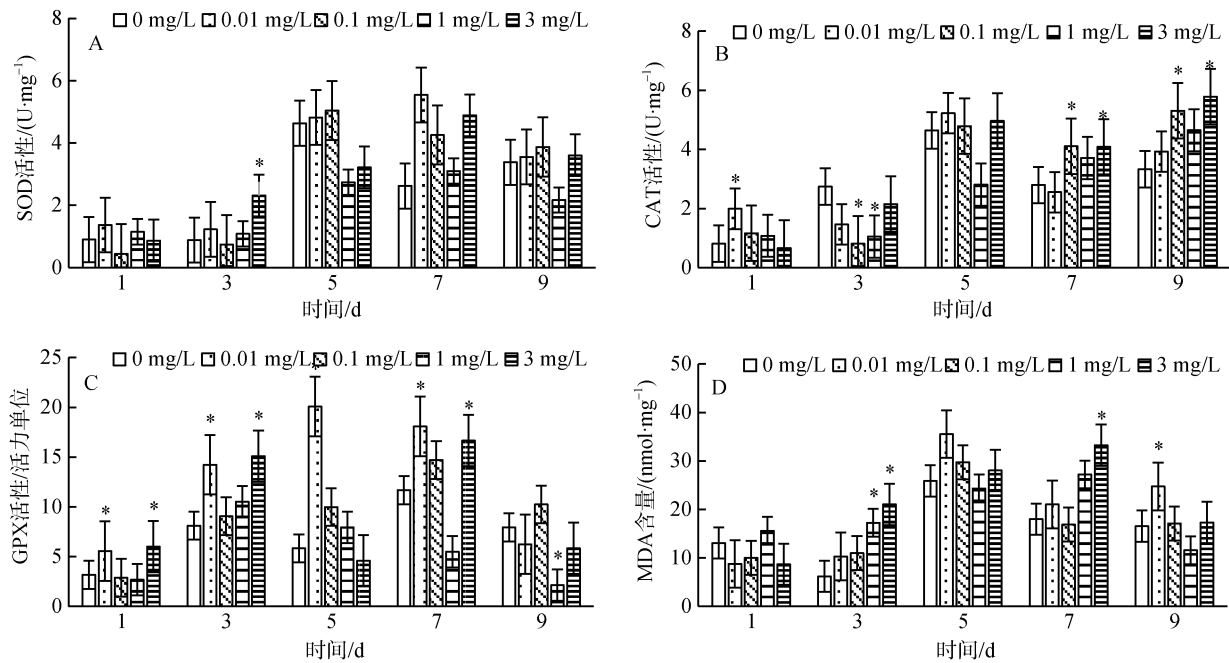 0 mg/L 0.01 mg/L 0.1 mg/L 1 mg/L 3 mg/L
A
SOD活性/(U·mg⁻¹)
8
6
4
2
0
*
1 3 5 7 9
时间/d
0 mg/L 0.01 mg/L 0.1 mg/L 1 mg/L 3 mg/L
B
CAT活性/(U·mg⁻¹)
8
6
4
2
0
* * * * * * *
1 3 5 7 9
时间/d
0 mg/L 0.01 mg/L 0.1 mg/L 1 mg/L 3 mg/L
C
GPX活性/活力单位
25
20
15
10
5
0
* * * * * * * *
1 3 5 7 9
时间/d
0 mg/L 0.01 mg/L 0.1 mg/L 1 mg/L 3 mg/L
D
MDA含量/(nmol·mg⁻¹)
50
40
30
20
10
0
* * * *
1 3 5 7 9
时间/d